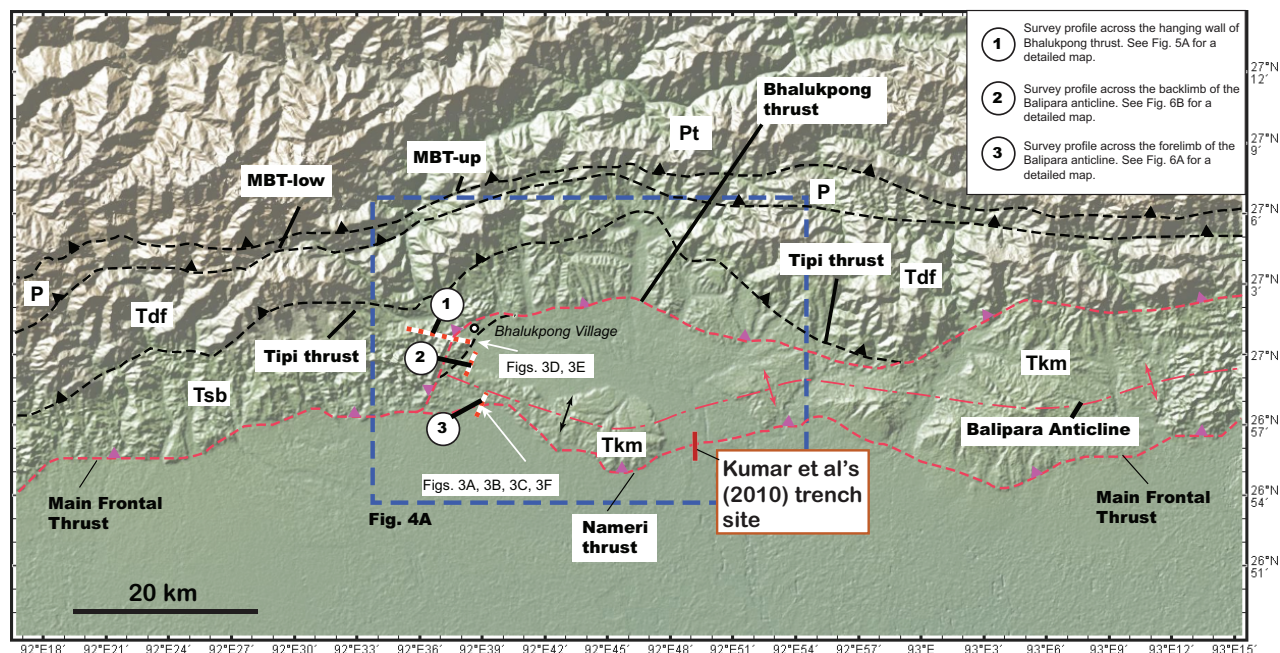 1
Survey profile across the hanging wall of
Bhalukpong thrust. See Fig. 5A for a
detailed map.
2
Survey profile across the backlimb of the
Balipara anticline. See Fig. 6B for a
detailed map.
3
Survey profile across the forelimb of the
Balipara anticline. See Fig. 6A for a
detailed map.
Bhalukpong
thrust
Pt
MBT-up
MBT-low
P
P
Tipi thrust
Tdf
Tdf
1
Bhalukpong Village
Tipi thrust
2
Figs. 3D, 3E
Tkm
Tsb
3
Balipara Anticline
Tkm
Kumar et al's
(2010) trench
site
Figs. 3A, 3B, 3C, 3F
Main Frontal
Thrust
Main Frontal
Thrust
Fig. 4A
Nameri
thrust
20 km
27°N
12´
27°N
9´
27°N
6´
27°N
3´
27°N
26°N
57´
26°N
54´
26°N
51´
92°E18´ 92°E21´ 92°E24´ 92°E27´ 92°E30´ 92°E33´ 92°E36´ 92°E39´ 92°E42´ 92°E45´ 92°E48´ 92°E51´ 92°E54´ 92°E57´ 93°E 93°E3´ 93°E6´ 93°E9´ 93°E12´ 93°E15´